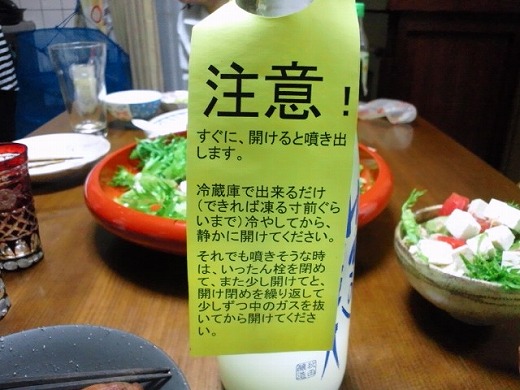 注意！
すぐに、開けると噴き出
します。
冷蔵庫で出来るだけ
(できれば凍る寸前ぐら
いまで)冷やしてから、
静かに開けてください。
それでも噴きそうな時
は、いったん栓を閉め
て、また少し開けてと、
開け閉めを繰り返して
少しずつ中のガスを抜
いてから開けてくださ
い。